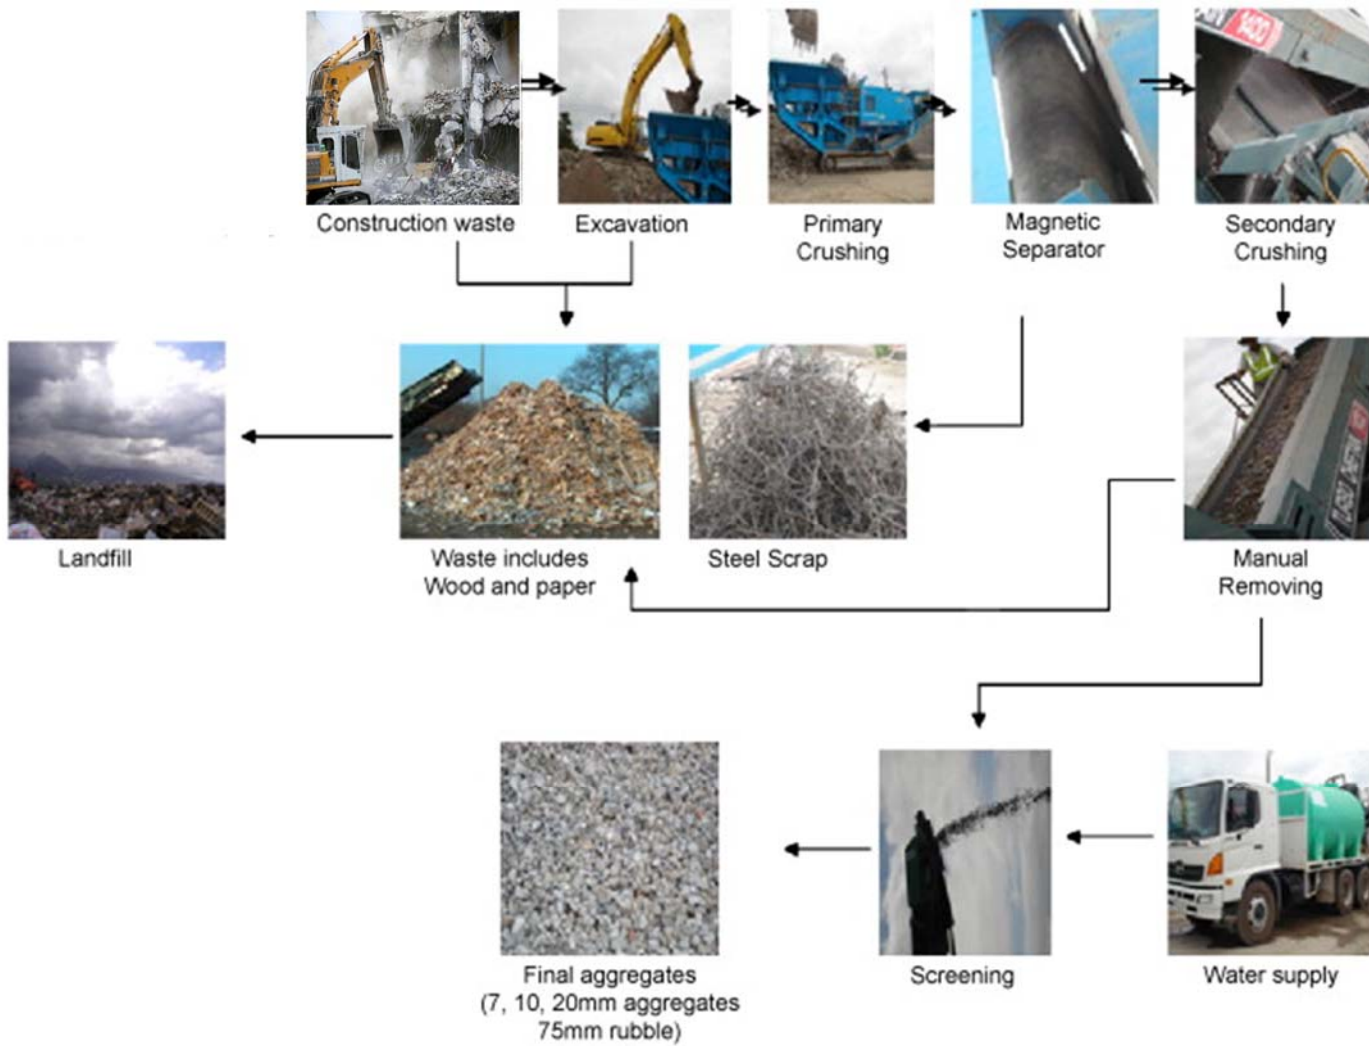 1400
Construction waste
Excavation
Primary
Crushing
Magnetic
Separator
Secondary
Crushing
Landfill
Waste includes
Wood and paper
Steel Scrap
Manual
Removing
Final aggregates
(7, 10, 20mm aggregates
75mm rubble)
Screening
Water supply